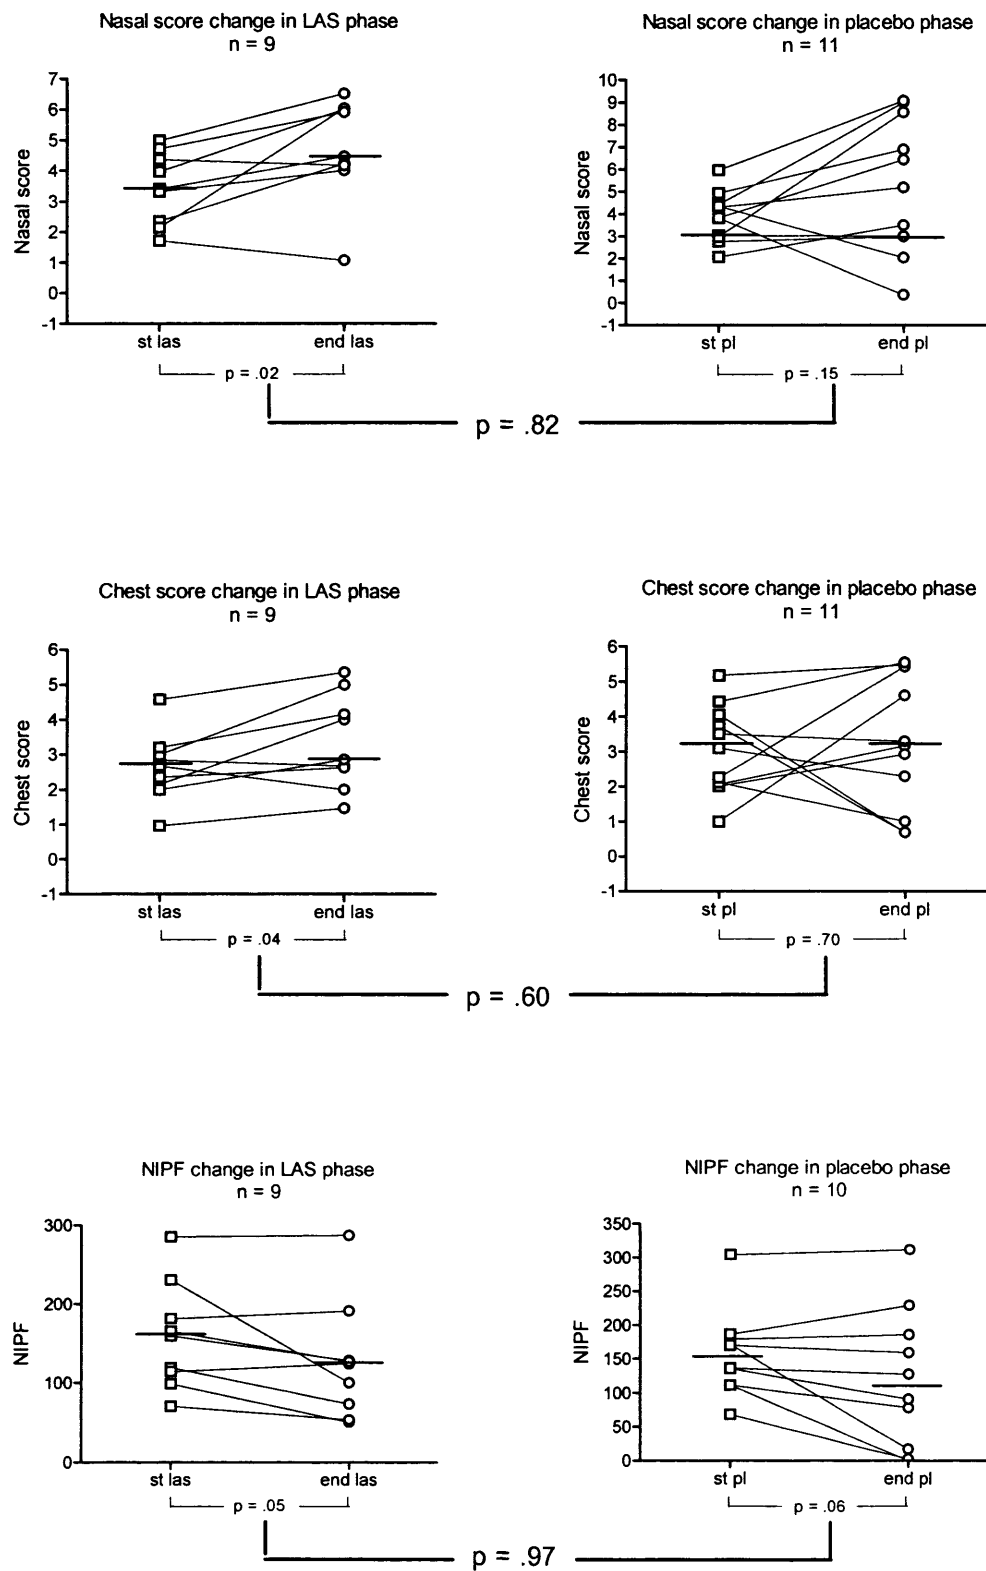 Nasal score change in LAS phase
n = 9
Nasal score
7
6
5
4
3
2
1
0
-1
st las
end las
p = .02
Nasal score change in placebo phase
n = 11
Nasal score
10
9
8
7
6
5
4
3
2
1
0
-1
st pl
end pl
p = .15
p = .82
Chest score change in LAS phase
n = 9
Chest score
6
5
4
3
2
1
0
-1
st las
end las
p = .04
Chest score change in placebo phase
n = 11
Chest score
6
5
4
3
2
1
0
-1
st pl
end pl
p = .70
p = .60
NIPF change in LAS phase
n = 9
NIPF
300
200
100
0
st las
end las
p = .05
NIPF change in placebo phase
n = 10
NIPF
350
300
250
200
150
100
50
0
st pl
end pl
p = .06
p = .97